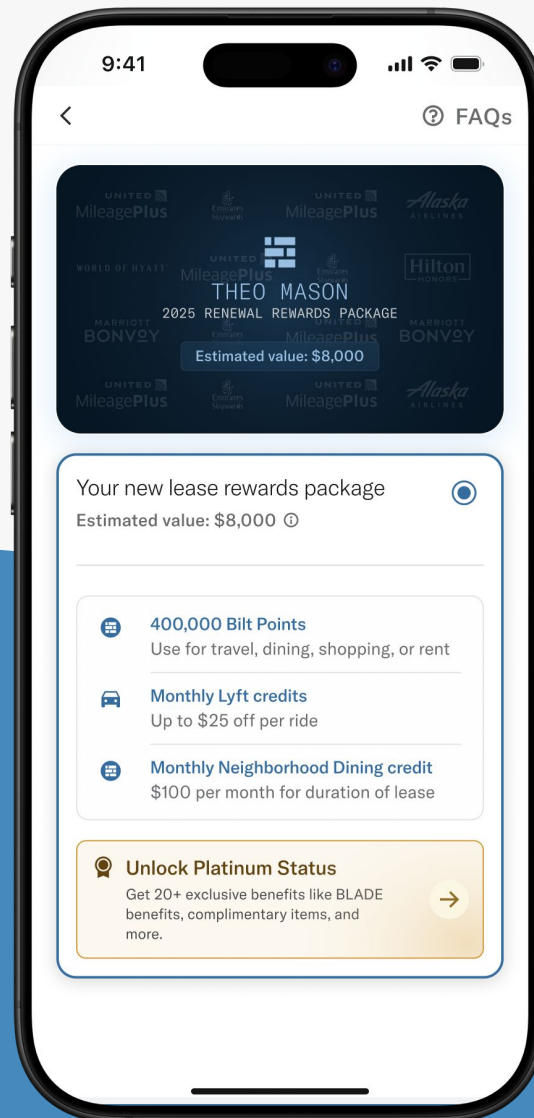 9:41
FAQs
UNITED
MileagePlus
Emirates
Skywards
UNITED
MileagePlus
Alaska
AIRLINES
WORLD OF HYATT
UNITED
MileagePlus
Emirates
Hilton
HONORS
THEO MASON
2025 RENEWAL REWARDS PACKAGE
MARRIOTT
BONVOY
Emirates
UNITED
MileagePlus
MARRIOTT
BONVOY
Estimated value: $8,000
UNITED
MileagePlus
Emirates
Skywards
UNITED
MileagePlus
Alaska
AIRLINES
Your new lease rewards package
Estimated value: $8,000
400,000 Bilt Points
Use for travel, dining, shopping, or rent
Monthly Lyft credits
Up to $25 off per ride
Monthly Neighborhood Dining credit
$100 per month for duration of lease
Unlock Platinum Status
Get 20+ exclusive benefits like BLADE
benefits, complimentary items, and
more.